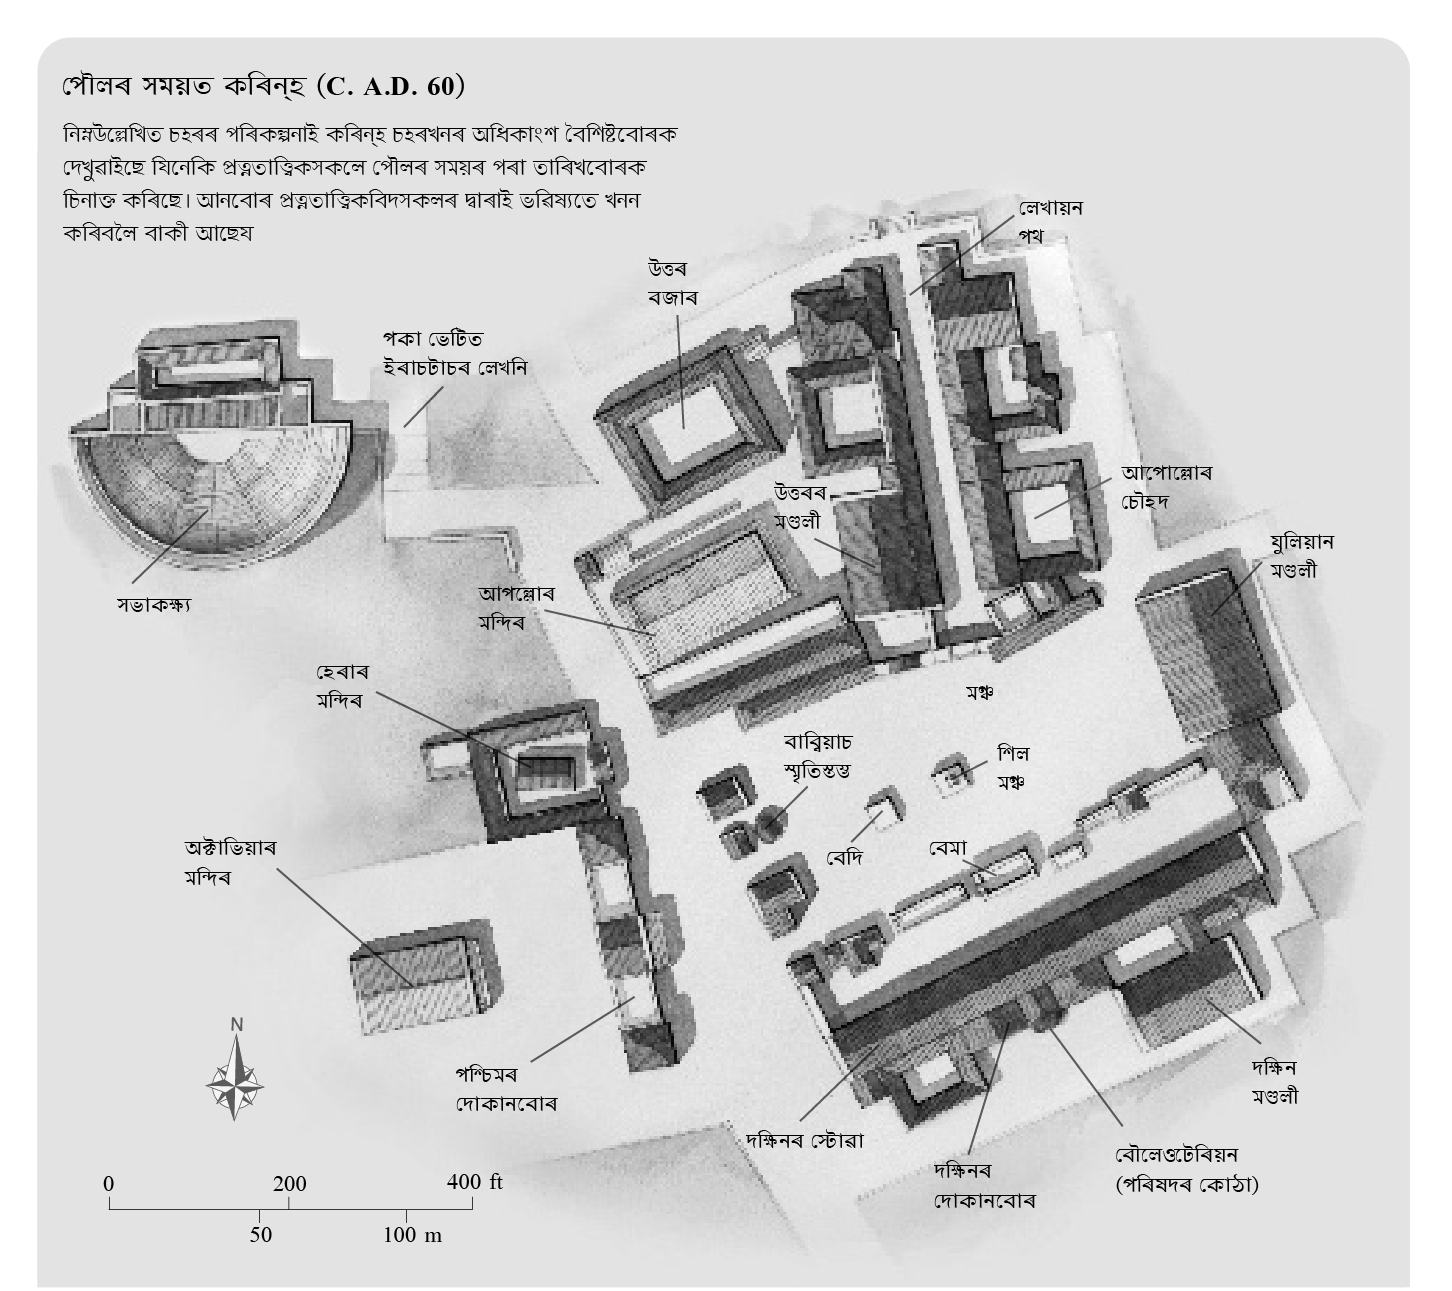 পৌলৰ সময়ত কৰিন্হ (C. A.D. 60)
নিম্নউল্লেখিত চহৰৰ পৰিকল্পনাই কৰিন্হ চহৰখনৰ অধিকাংশ বৈশিষ্টবোৰক
দেখুৱাইছে যিনেকি প্ৰত্নতাত্ত্বিকসকলে পৌলৰ সময়ৰ পৰা তাৰিখবোৰক
চিনাক্ত কৰিছে। আনবোৰ প্ৰত্নতাত্ত্বিকবিদসকলৰ দ্বাৰাই ভৱিষ্যতে খনন
কৰিবলৈ বাকী আছেয
লেখায়ন
পথ
উত্তৰ
বজাৰ
পকা ভেটিত
ইৰাচটাচৰ লেখনি
আপোল্লোৰ
চৌহদ
উত্তৰৰ
মণ্ডলী
যুলিয়ান
মণ্ডলী
সভাকক্ষ্য
আপল্লোৰ
মন্দিৰ
হেৰাৰ
মন্দিৰ
মঞ্চ
বাব্বিয়াচ
স্মৃতিস্তম্ভ
শিল
মঞ্চ
অক্টাভিয়াৰ
মন্দিৰ
বেদি
বেমা
N
পশ্চিমৰ
দোকানবোৰ
দক্ষিন
মণ্ডলী
দক্ষিনৰ স্টোৱা
দক্ষিনৰ
দোকানবোৰ
বৌলেওটেৰিয়ন
(পৰিষদৰ কোঠা)
0 200 400 ft
50 100 m